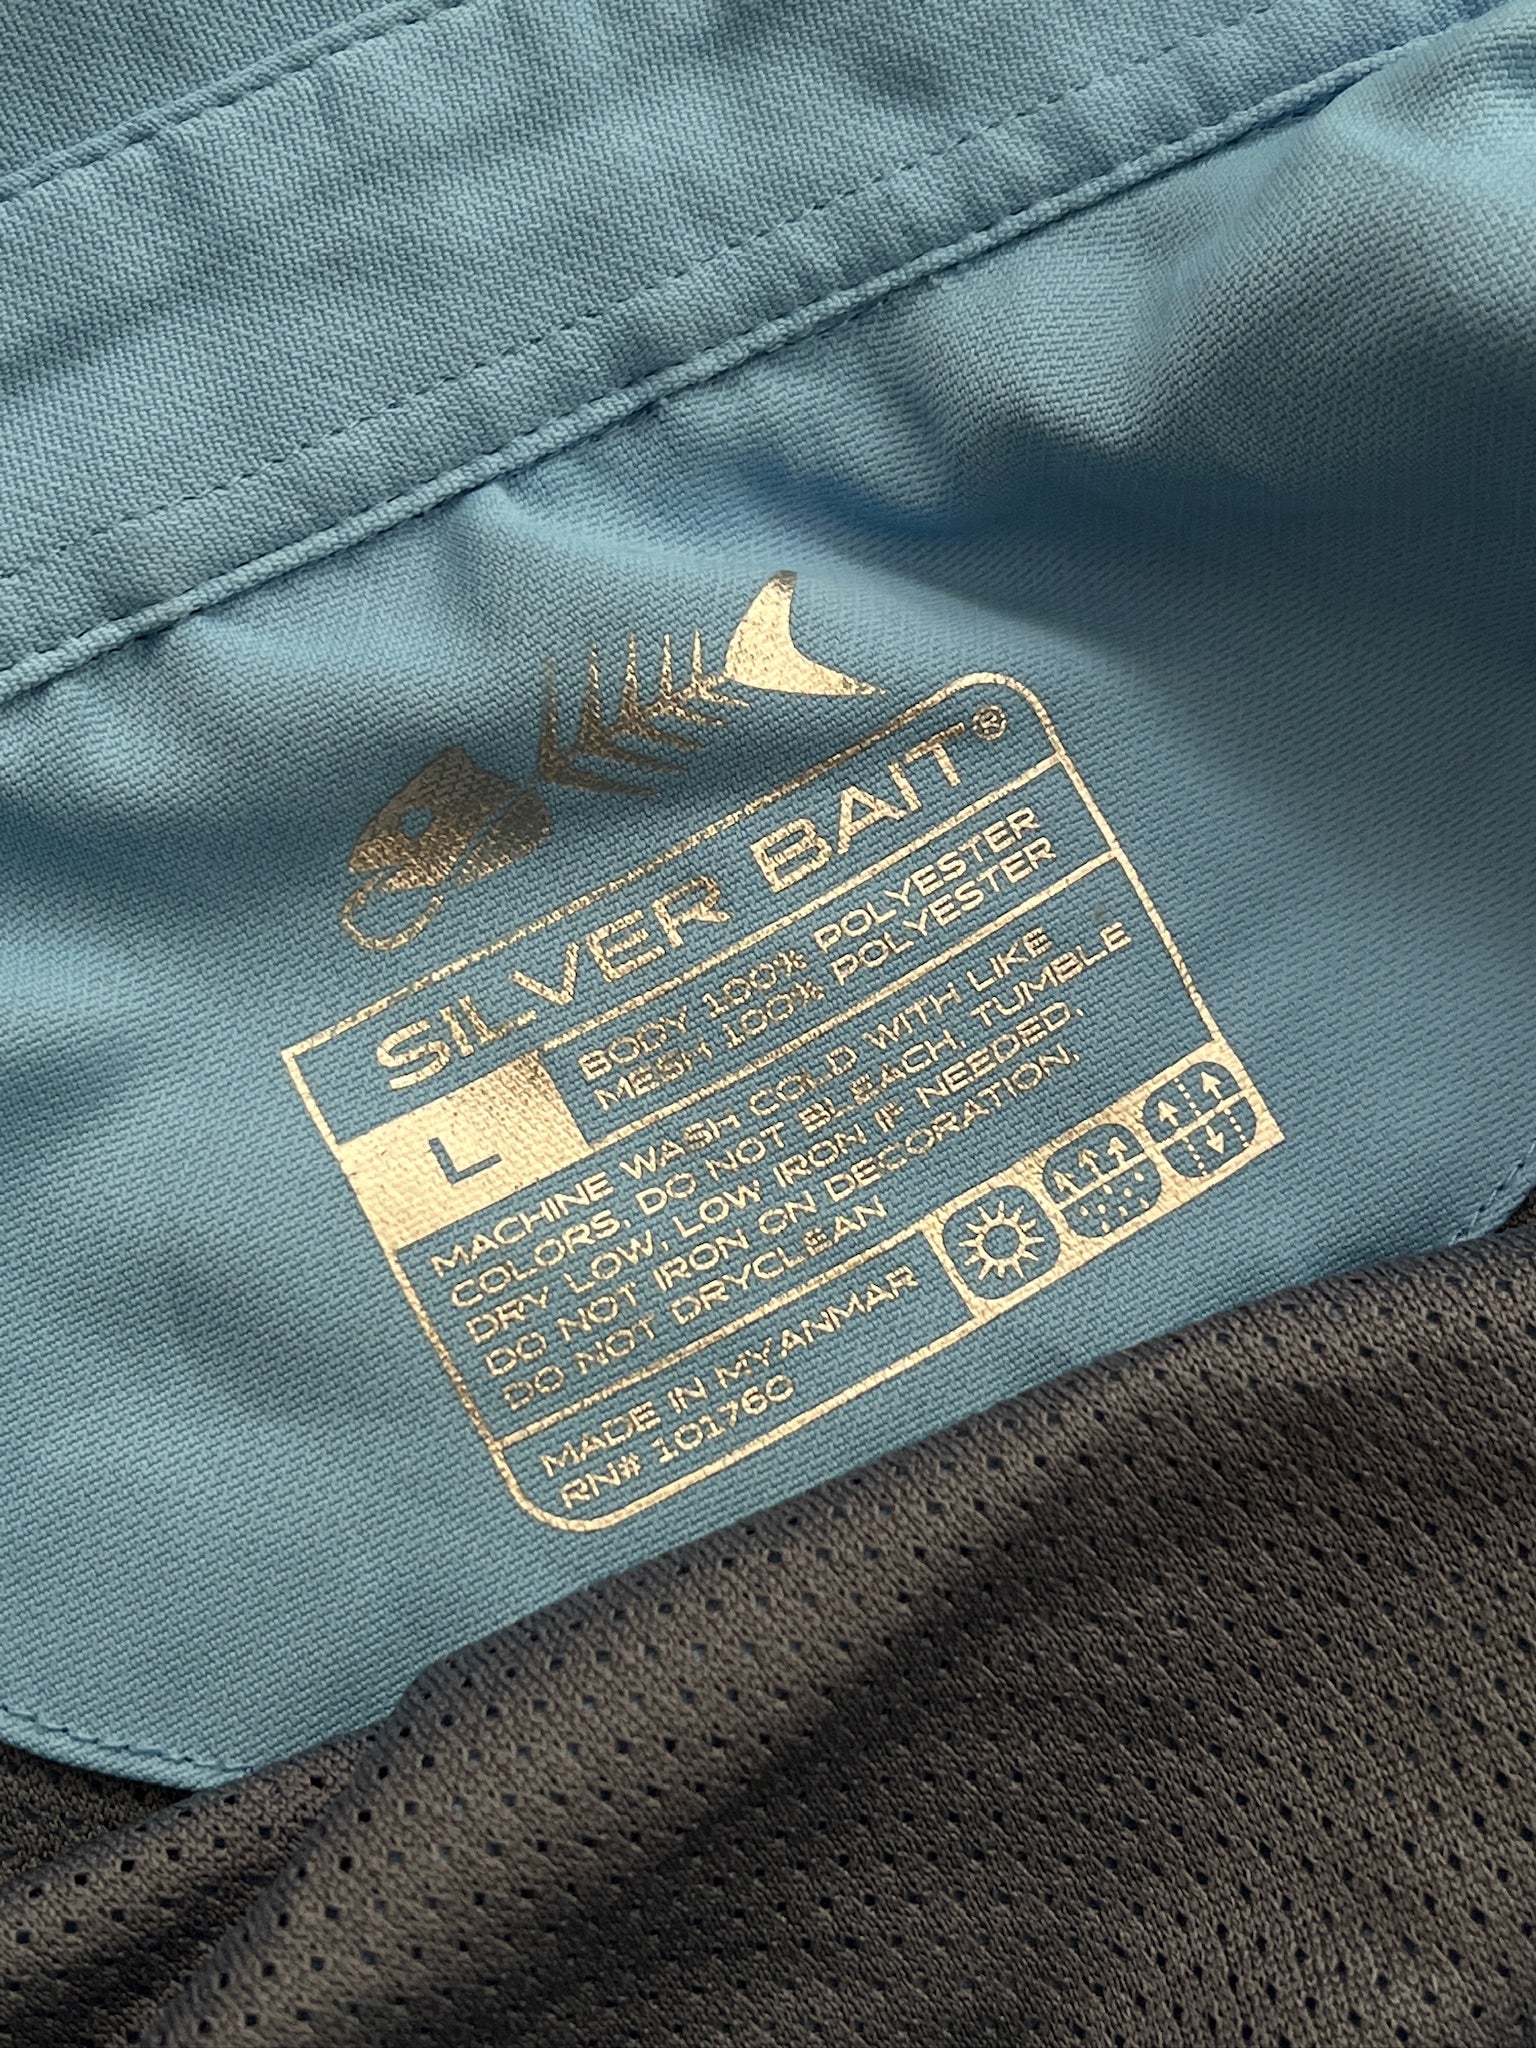 SILVER BAIT®
L
BODY 100% POLYESTER
MESH 100% POLYESTER
MACHINE WASH COLD WITH LIKE
COLORS, DO NOT BLEACH, TUMBLE
DRY LOW, LOW IRON IF NEEDED,
DO NOT IRON ON DECORATION,
DO NOT DRYCLEAN
MADE IN MYANMAR
RN# 101760